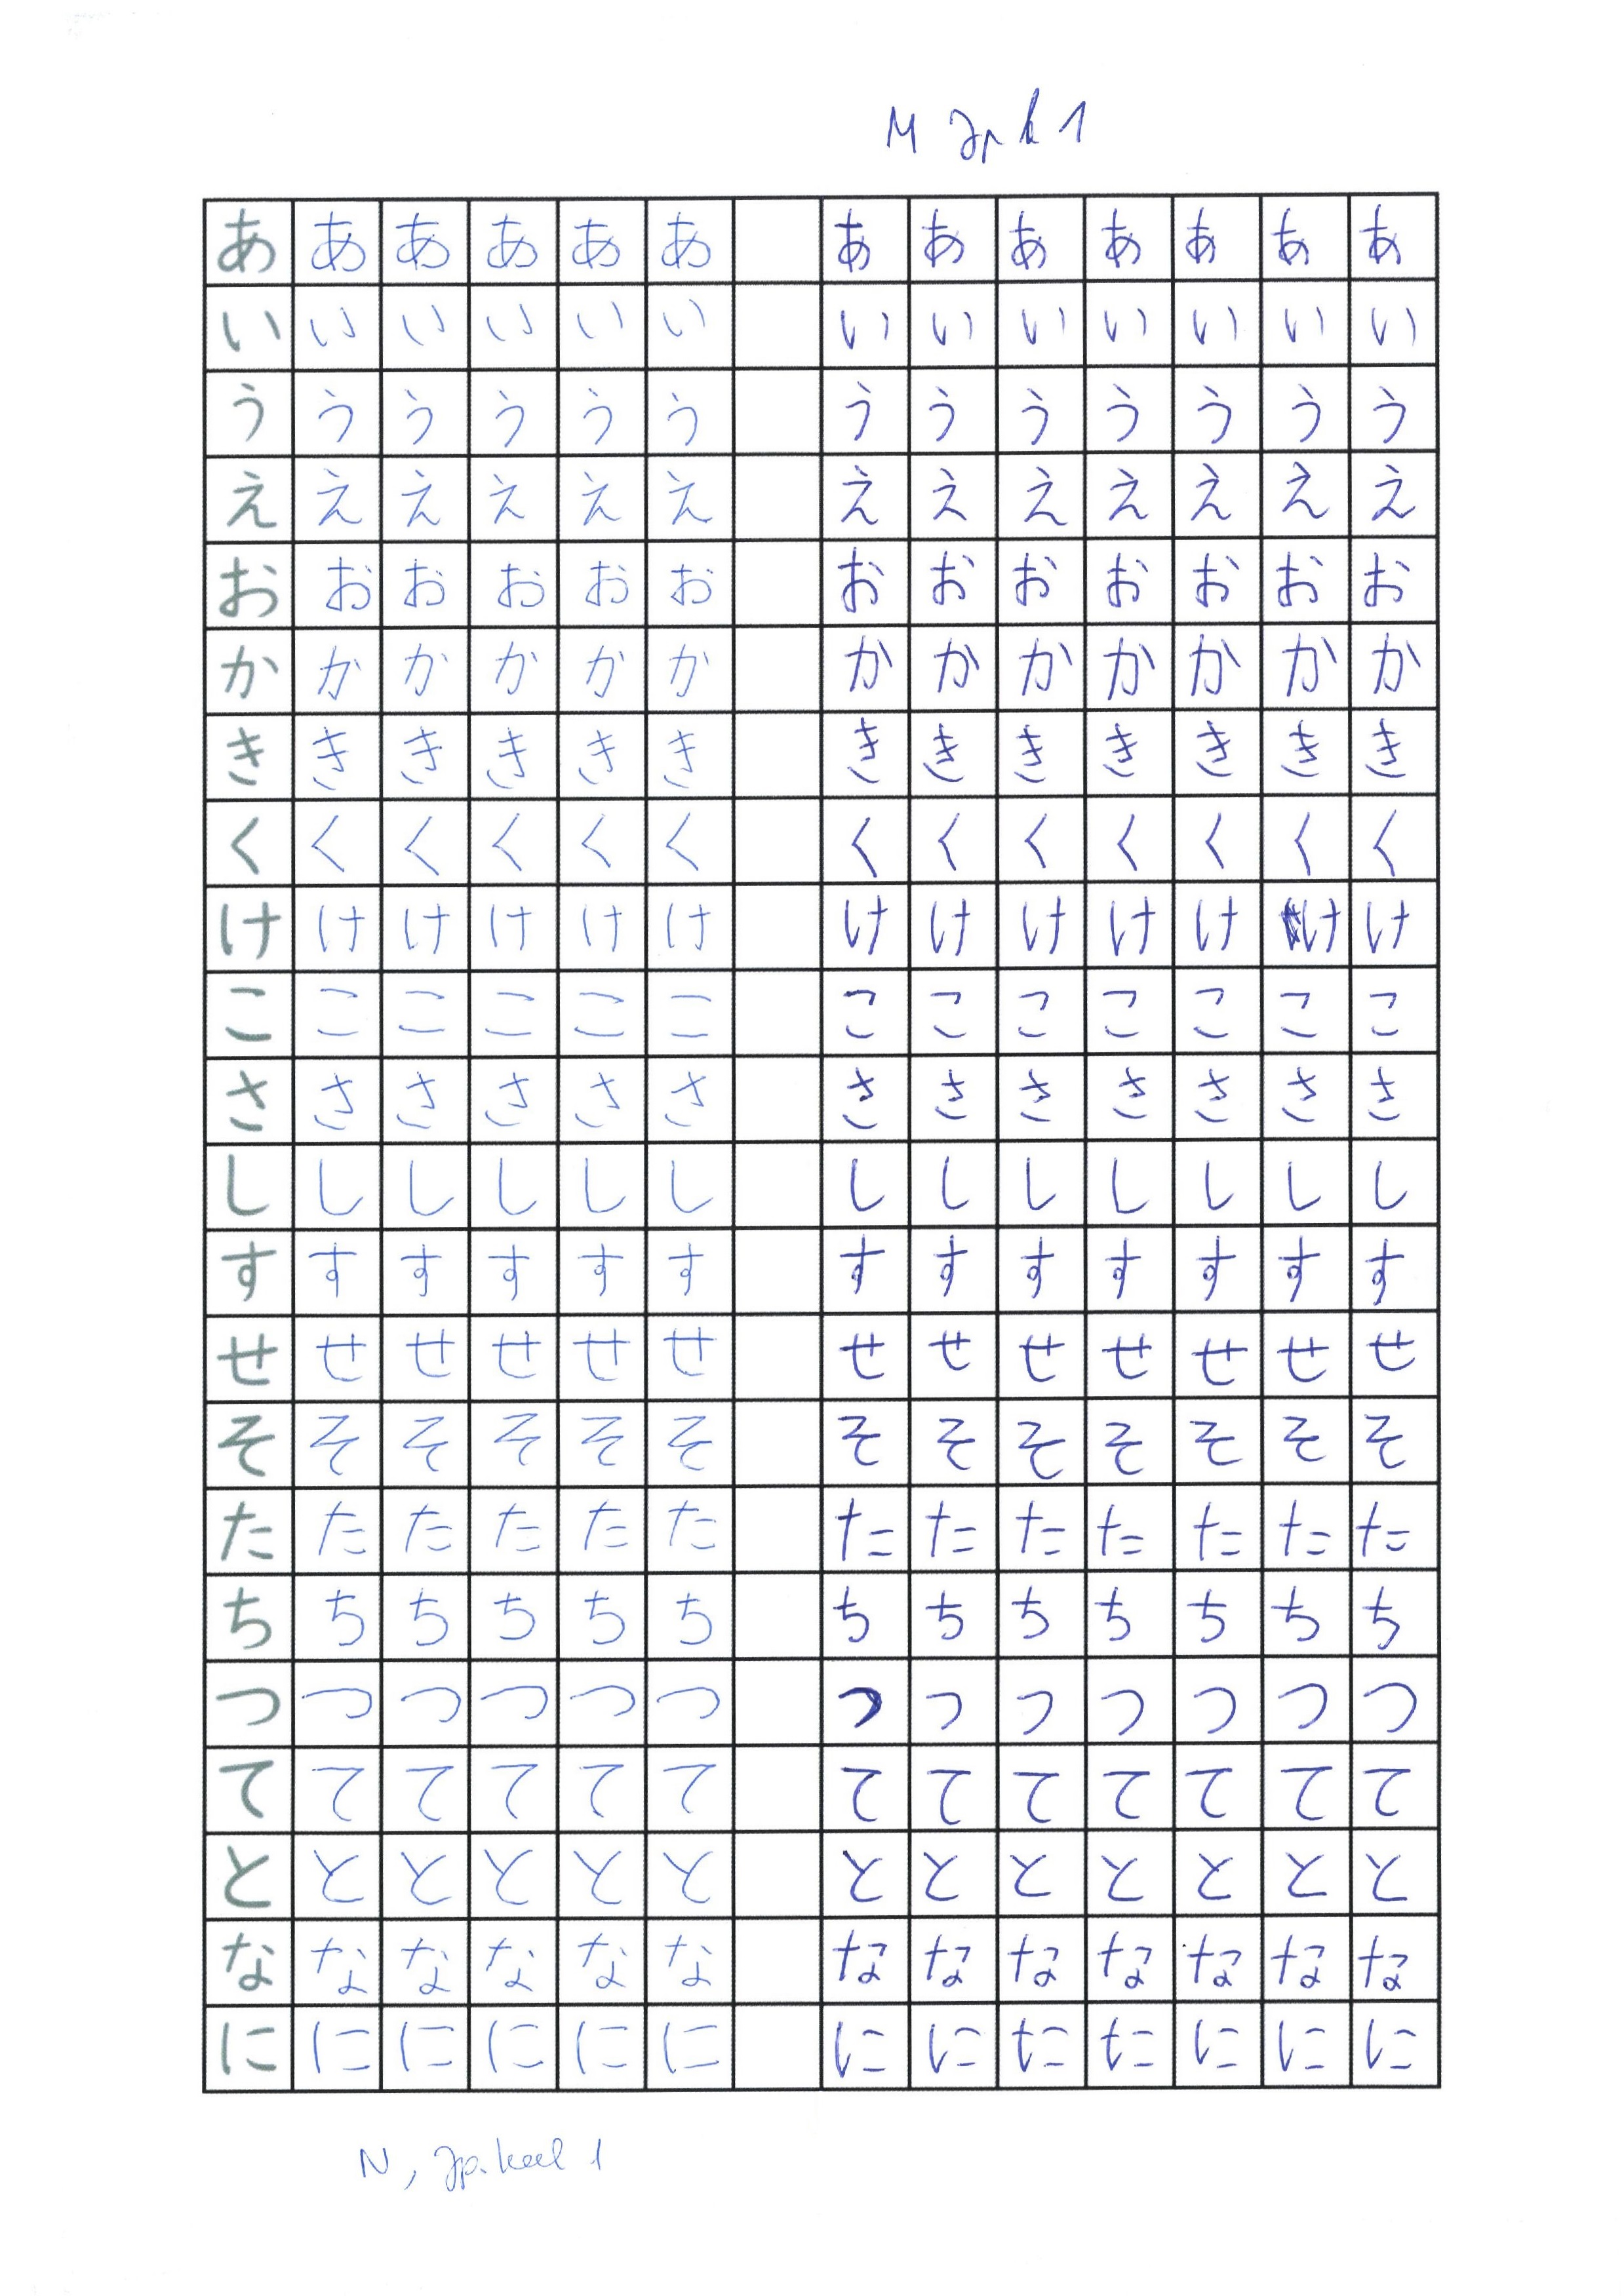 M Jp k 1
あ あ あ あ あ あ あ あ あ あ あ あ あ
い い い い い い い い い い い い い
う う う う う う う う う う う う う
え え え え え え え え え え え え え
お お お お お お お お お お お お お
か か か か か か か か か か か か か
き き き き き き き き き き き き き
く く く く く く く く く く く く く
け け け け け け け け け け け け け
こ こ こ こ こ こ こ こ こ こ こ こ こ
さ さ さ さ さ さ さ さ さ さ さ さ さ
し し し し し し し し し し し し し
す す す す す す す す す す す す す
せ せ せ せ せ せ せ せ せ せ せ せ せ
そ そ そ そ そ そ そ そ そ そ そ そ そ
た た た た た た た た た た た た た
ち ち ち ち ち ち ち ち ち ち ち ち ち
つ つ つ つ つ つ つ つ つ つ つ つ つ
て て て て て て て て て て て て て
と と と と と と と と と と と と と
な な な な な な な な な な な な な
に に に に に に に に に に に に に
N, Jp. keel 1